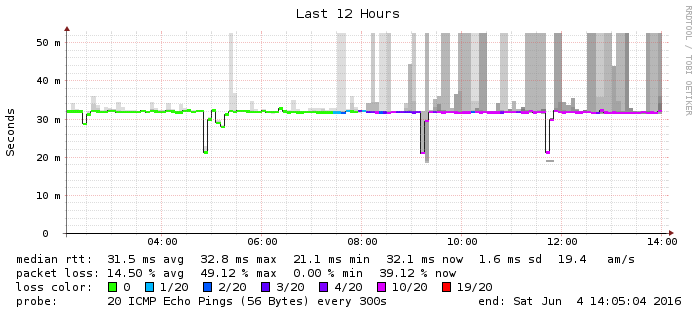 Last 12 Hours
RRDTOOL / TOBI OETIKER
Seconds
50 m
40 m
30 m
20 m
10 m
0
04:00 06:00 08:00 10:00 12:00 14:00
median rtt: 31.5 ms avg 32.8 ms max 21.1 ms min 32.1 ms now 1.6 ms sd 19.4 am/s
packet loss: 14.50 % avg 49.12 % max 0.00 % min 39.12 % now
loss color: 0 1/20 2/20 3/20 4/20 10/20 19/20
probe: 20 ICMP Echo Pings (56 Bytes) every 300s end: Sat Jun 4 14:05:04 2016